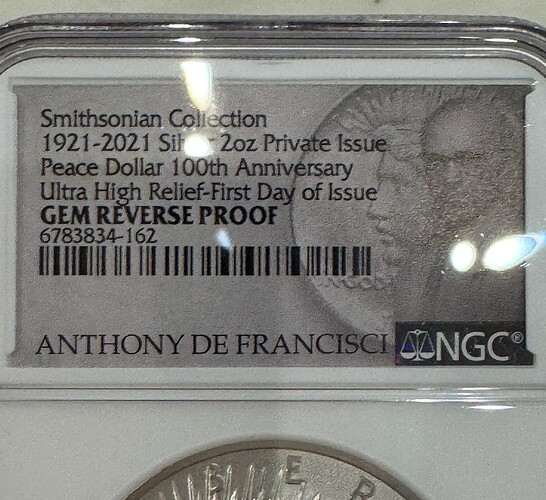 Smithsonian Collection
1921-2021 Silver 2oz Private Issue
Peace Dollar 100th Anniversary
Ultra High Relief-First Day of Issue
GEM REVERSE PROOF
6783834-162
ANTHONY DE FRANCISCI NGC®
B E R